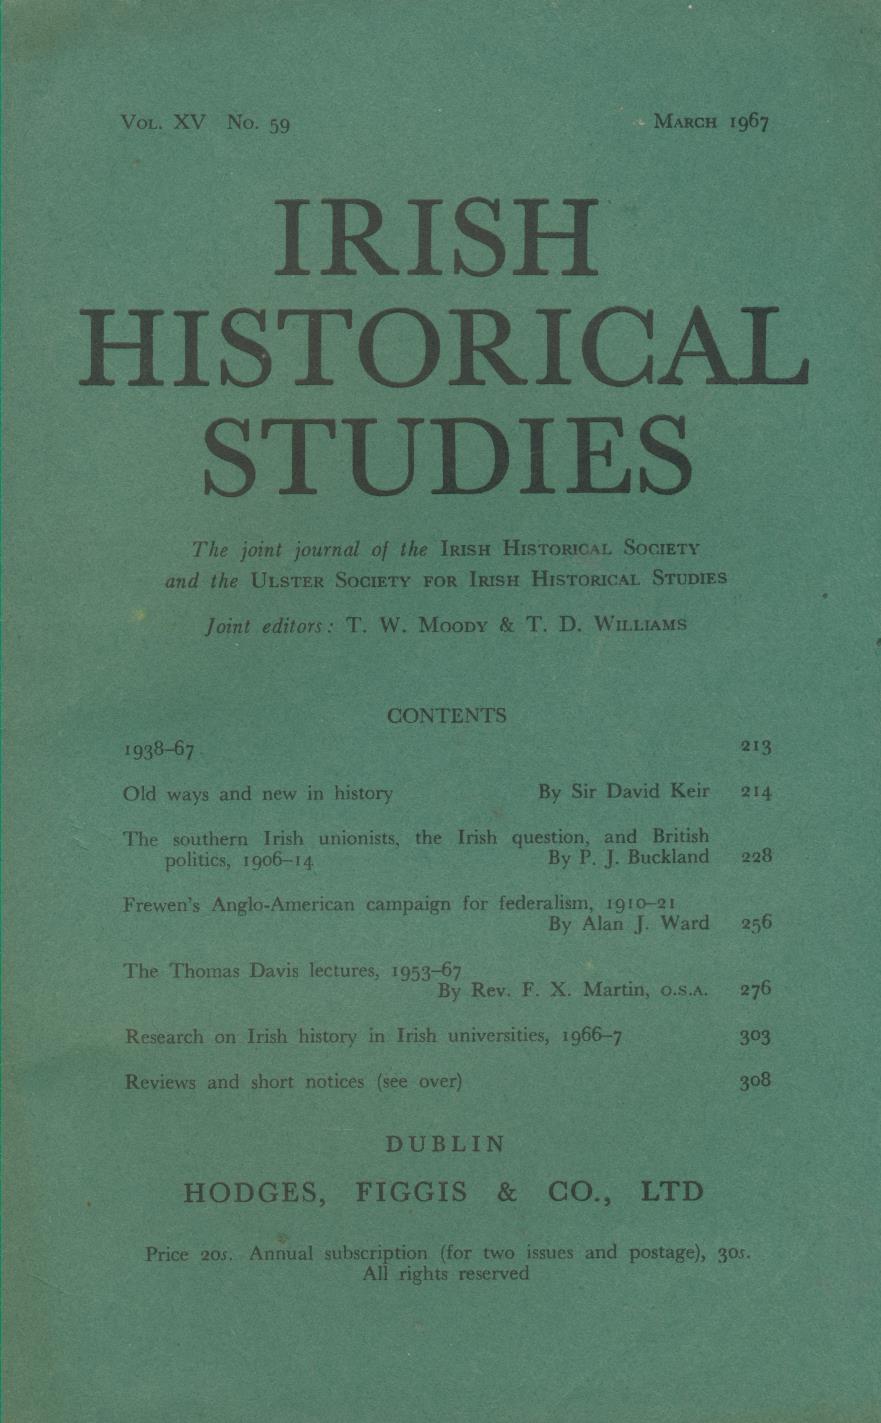 Vol. XV No. 59 March 1967
IRISH
HISTORICAL
STUDIES
The joint journal of the Irish Historical Society
and the Ulster Society for Irish Historical Studies
Joint editors: T. W. Moody & T. D. Williams
CONTENTS
1938–67 213
Old ways and new in history By Sir David Keir 214
The southern Irish unionists, the Irish question, and British
politics, 1906–14 By P. J. Buckland 228
Frewen's Anglo-American campaign for federalism, 1910–21
By Alan J. Ward 256
The Thomas Davis lectures, 1953–67
By Rev. F. X. Martin, O.S.A. 276
Research on Irish history in Irish universities, 1966–7 303
Reviews and short notices (see over) 308
DUBLIN
HODGES, FIGGIS & CO., LTD
Price 20s. Annual subscription (for two issues and postage), 30s.
All rights reserved